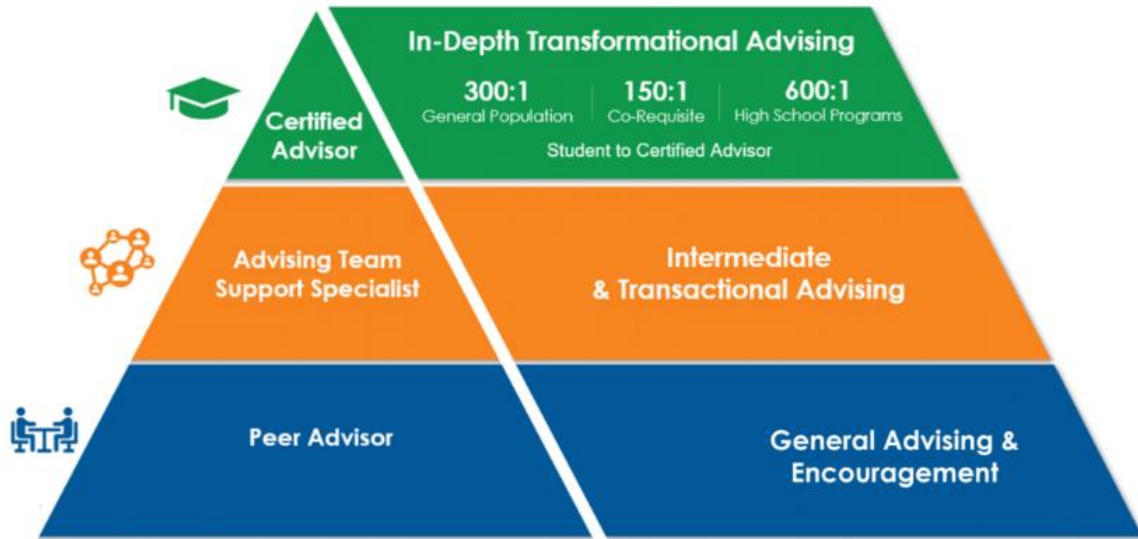 In-Depth Transformational Advising
300:1
General Population
150:1
Co-Requisite
600:1
High School Programs
Student to Certified Advisor
Certified
Advisor
Advising Team
Support Specialist
Intermediate
& Transactional Advising
Peer Advisor
General Advising &
Encouragement